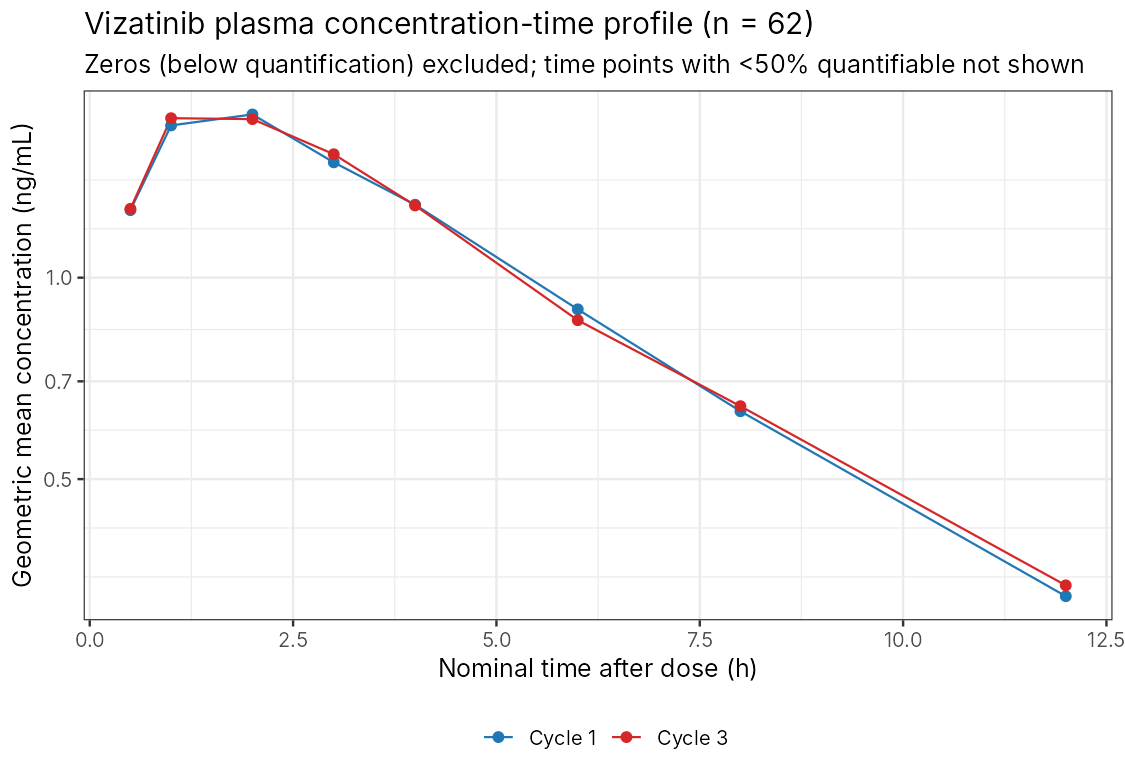 Vizatinib plasma concentration-time profile (n = 62)
Zeros (below quantification) excluded; time points with <50% quantifiable not shown
Geometric mean concentration (ng/mL)
1.0
0.7
0.5
0.0 2.5 5.0 7.5 10.0 12.5
Nominal time after dose (h)
Cycle 1 Cycle 3